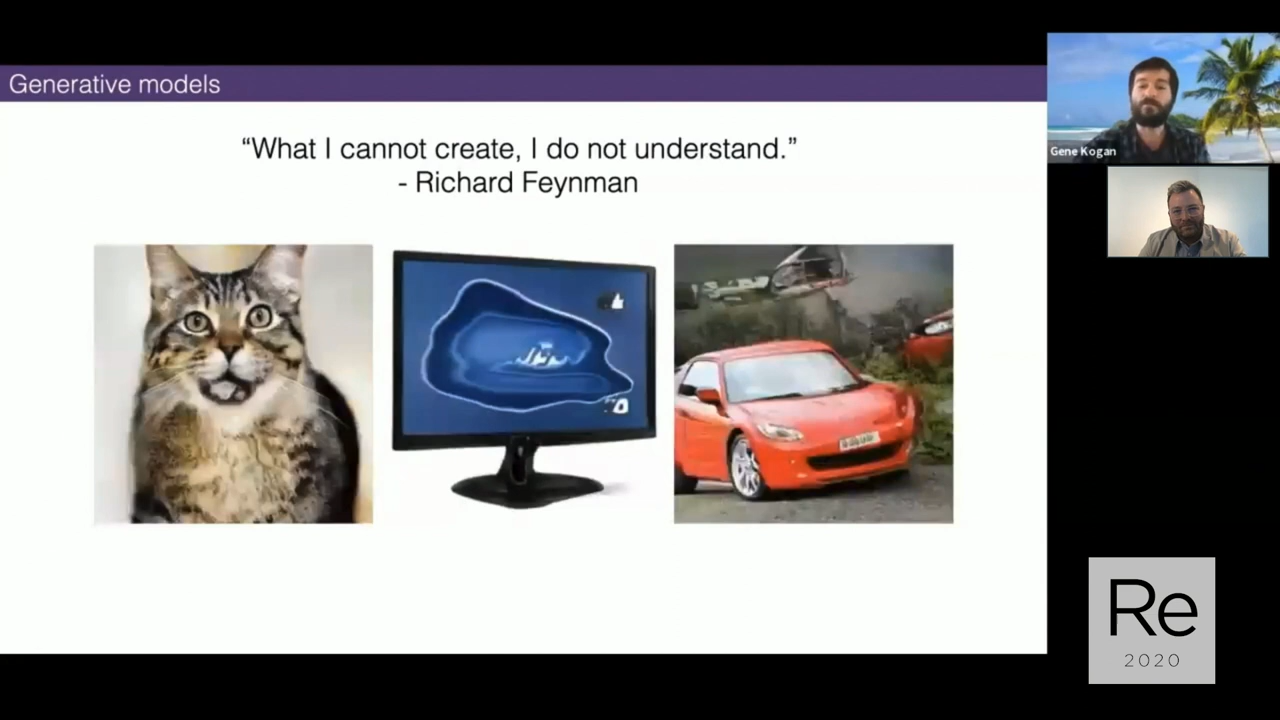 Generative models
“What I cannot create, I do not understand.”
- Richard Feynman
Gene Kogan
Re
2020